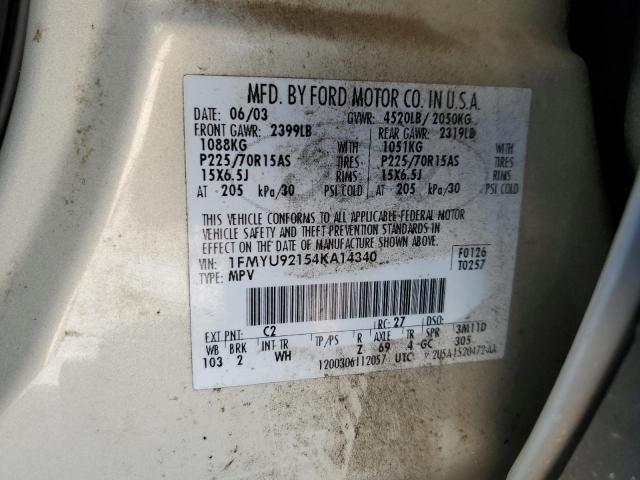 MFD. BY FORD MOTOR CO. IN U.S.A.
DATE: 06/03 GVWR: 4520LB/ 2050KG
FRONT GAWR: 2399LB REAR GAWR: 2319LB
1088KG WITH 1051KG WITH
P225/70R15AS TIRES P225/70R15AS TIRES
15X6.5J RIMS 15X6.5J RIMS
AT 205 kPa/30 PSI COLD AT 205 kPa/30 PSI COLD
THIS VEHICLE CONFORMS TO ALL APPLICABLE FEDERAL MOTOR
VEHICLE SAFETY AND THEFT PREVENTION STANDARDS
IN EFFECT ON THE DATE OF MANUFACTURE SHOWN ABOVE.
VIN: 1FMYU92154KA14340 F0126
TYPE: MPV T0257
EXT PNT: C2 RC: 27 DSO:
WB BRK INT TR TP/PS R AXLE TR SPR 3M11D
103 2 WH Z 69 4 GC 305
1200306112057 UTC 2U5A-1520472-AA